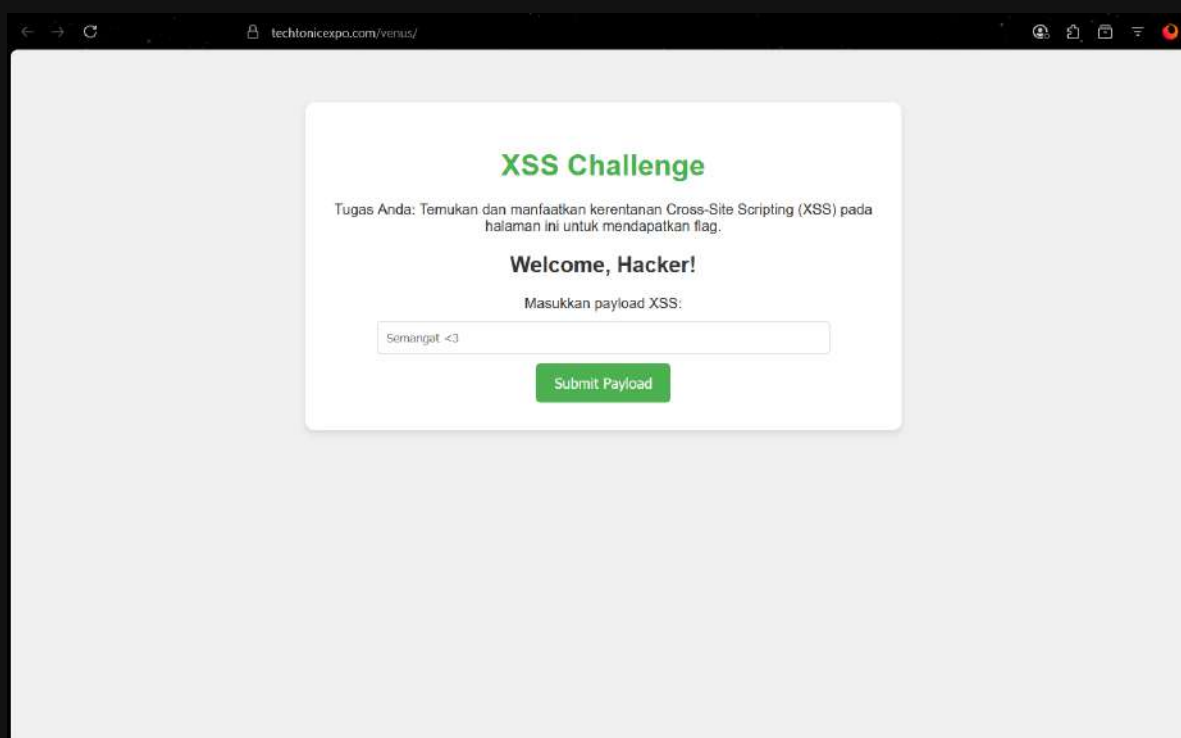 techtonicexpo.com/venus/
XSS Challenge
Tugas Anda: Temukan dan manfaatkan kerentanan Cross-Site Scripting (XSS) pada
halaman ini untuk mendapatkan flag.
Welcome, Hacker!
Masukkan payload XSS:
Semangat <3
Submit Payload